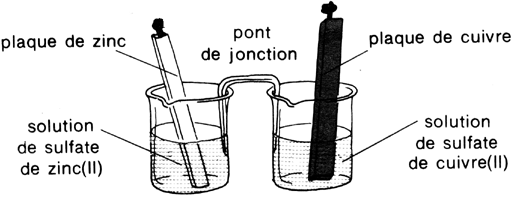 plaque de zinc
pont
de jonction
plaque de cuivre
solution
de sulfate
de zinc(II)
solution
de sulfate
de cuivre(II)